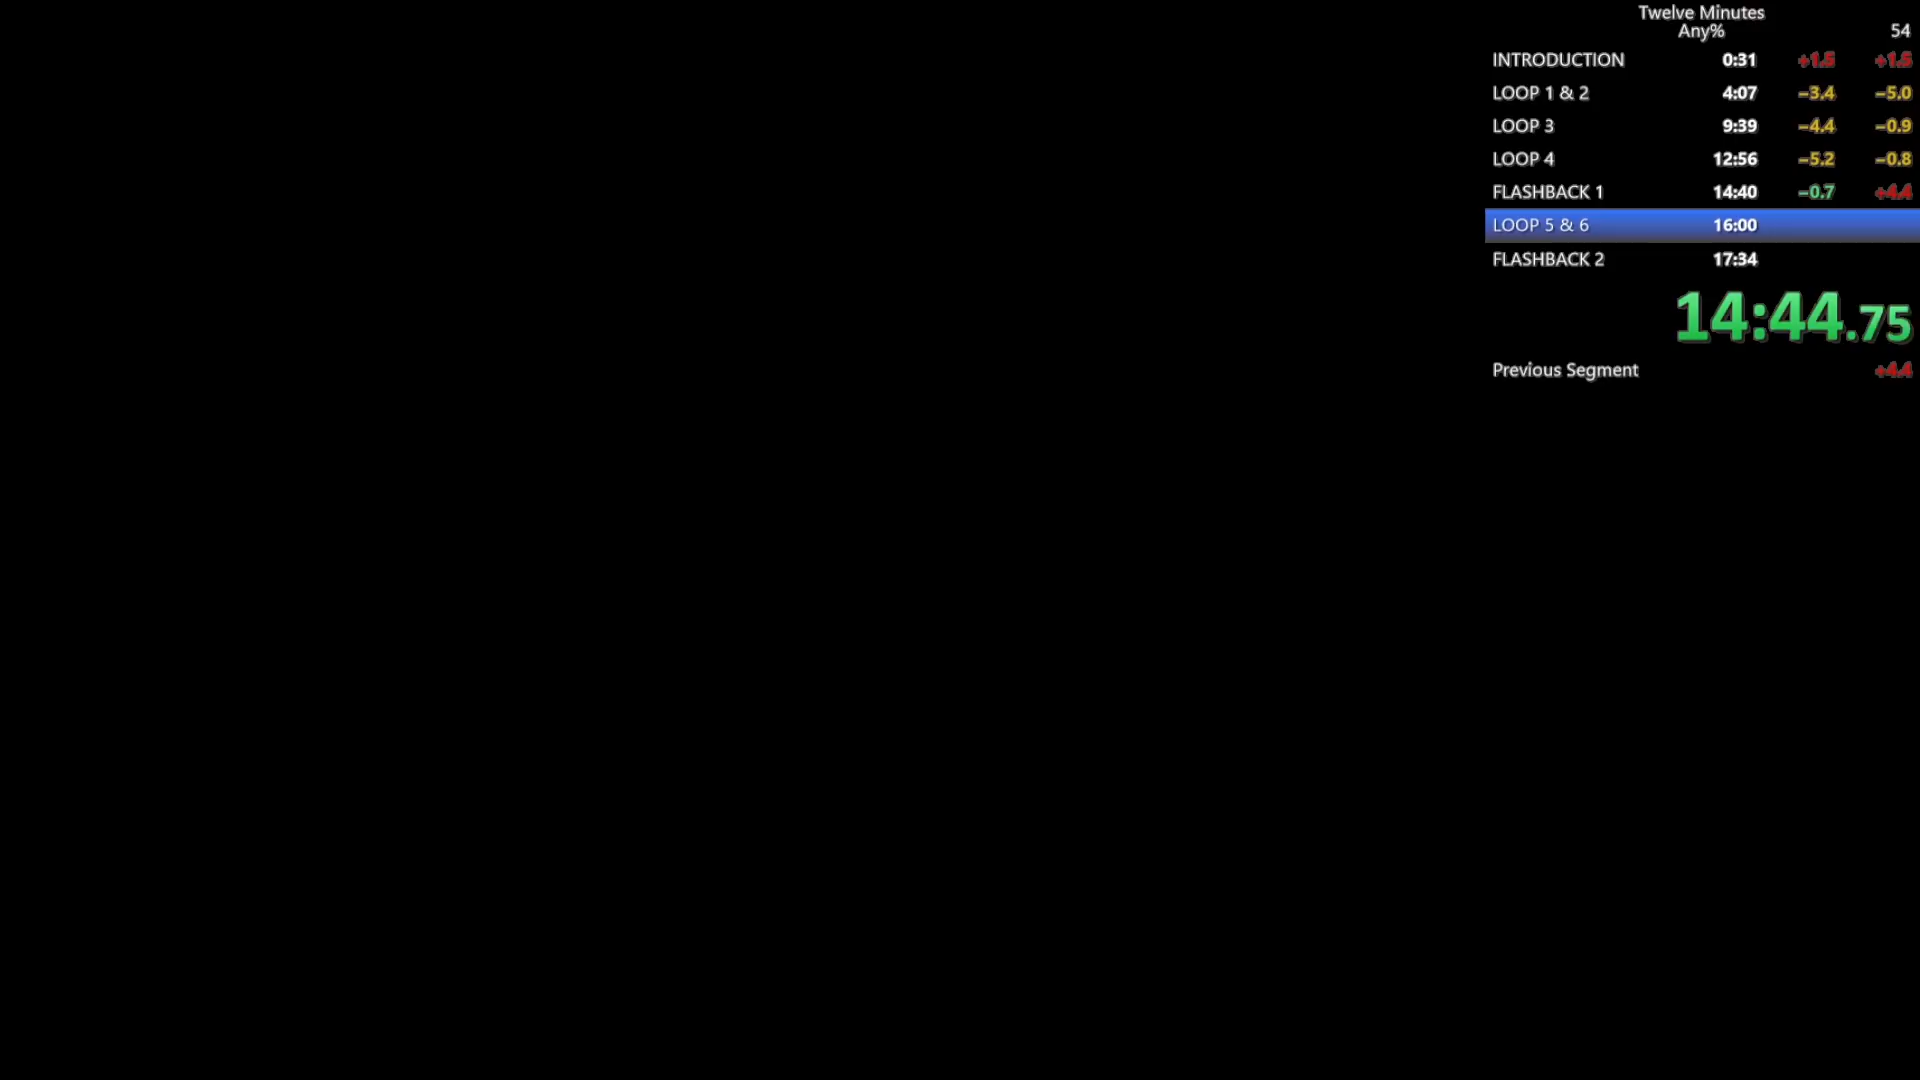 Twelve Minutes
Any% 54
INTRODUCTION 0:31 +1.5 +1.5
LOOP 1 & 2 4:07 −3.4 −5.0
LOOP 3 9:39 −4.4 −0.9
LOOP 4 12:56 −5.2 −0.8
FLASHBACK 1 14:40 −0.7 +4.4
LOOP 5 & 6 16:00
FLASHBACK 2 17:34
14:44.75
Previous Segment +4.4